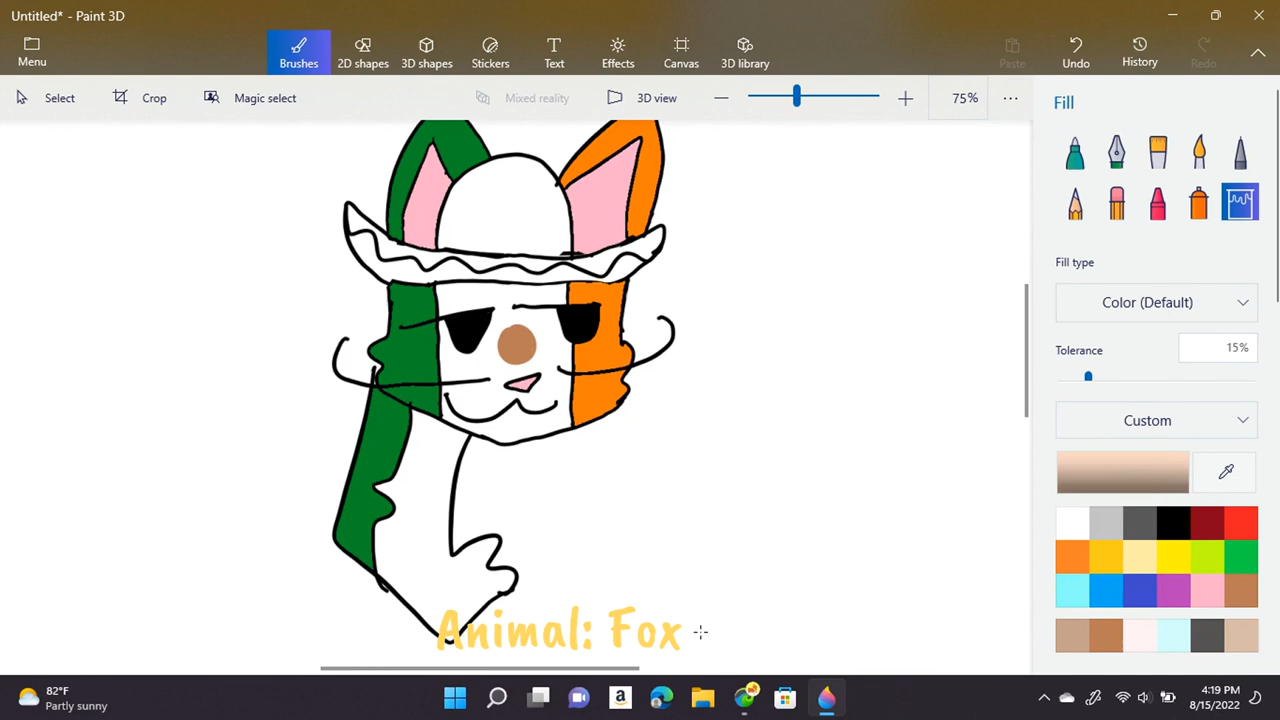 Untitled* - Paint 3D
Menu
Brushes
2D shapes
3D shapes
Stickers
Text
Effects
Canvas
3D library
Paste
Undo
History
Redo
Select
Crop
Magic select
Mixed reality
3D view
75%
Fill
Fill type
Color (Default)
Tolerance
15%
Custom
Animal: Fox
82°F
Partly sunny
a
4:19 PM
8/15/2022